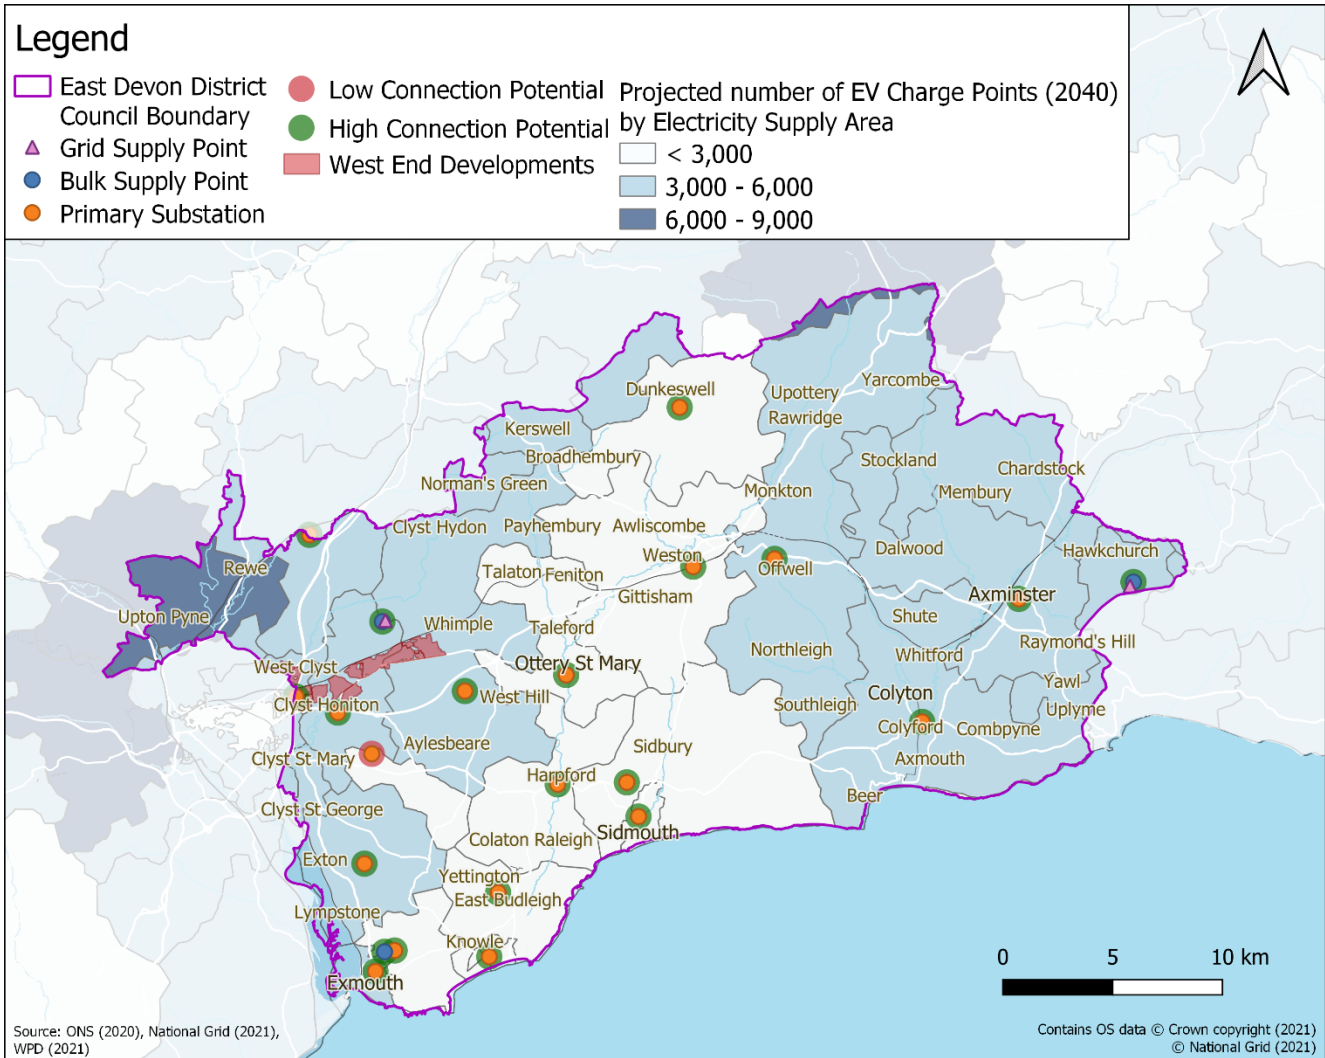 Legend
East Devon District
Council Boundary
Grid Supply Point
Bulk Supply Point
Primary Substation
Low Connection Potential
High Connection Potential
West End Developments
Projected number of EV Charge Points (2040)
by Electricity Supply Area
< 3,000
3,000 - 6,000
6,000 - 9,000
Dunkeswell
Yarcombe
Upottery
Rawridge
Kerswell
Broadhembury
Stockland
Chardstock
Norman's Green
Monkton
Membury
Clyst Hydon
Payhembury
Awliscombe
Dalwood
Hawkchurch
Weston
Offwell
Rewe
Talaton
Feniton
Gittisham
Axminster
Upton Pyne
Whimple
Taleford
Shute
Raymond's Hill
West Clyst
Ottery St Mary
Northleigh
Whitford
Yawl
Clyst Honiton
West Hill
Southleigh
Colyton
Uplyme
Colyford
Combpyne
Clyst St Mary
Aylesbeare
Sidbury
Axmouth
Harpford
Beer
Clyst St George
Sidmouth
Colaton Raleigh
Exton
Yettington
East Budleigh
Lympstone
Knowle
Exmouth
0 5 10 km
Source: ONS (2020), National Grid (2021),
WPD (2021)
Contains OS data © Crown copyright (2021)
© National Grid (2021)